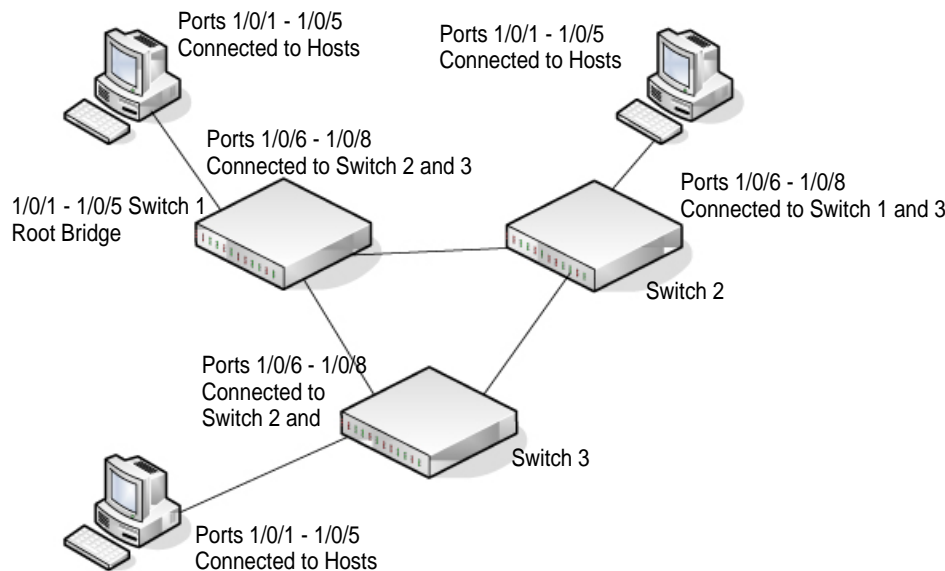 Ports 1/0/1 - 1/0/5
Connected to Hosts
Ports 1/0/1 - 1/0/5
Connected to Hosts
Ports 1/0/6 - 1/0/8
Connected to Switch 2 and 3
1/0/1 - 1/0/5 Switch 1
Root Bridge
Ports 1/0/6 - 1/0/8
Connected to Switch 1 and 3
Switch 2
Ports 1/0/6 - 1/0/8
Connected to
Switch 2 and
Switch 3
Ports 1/0/1 - 1/0/5
Connected to Hosts